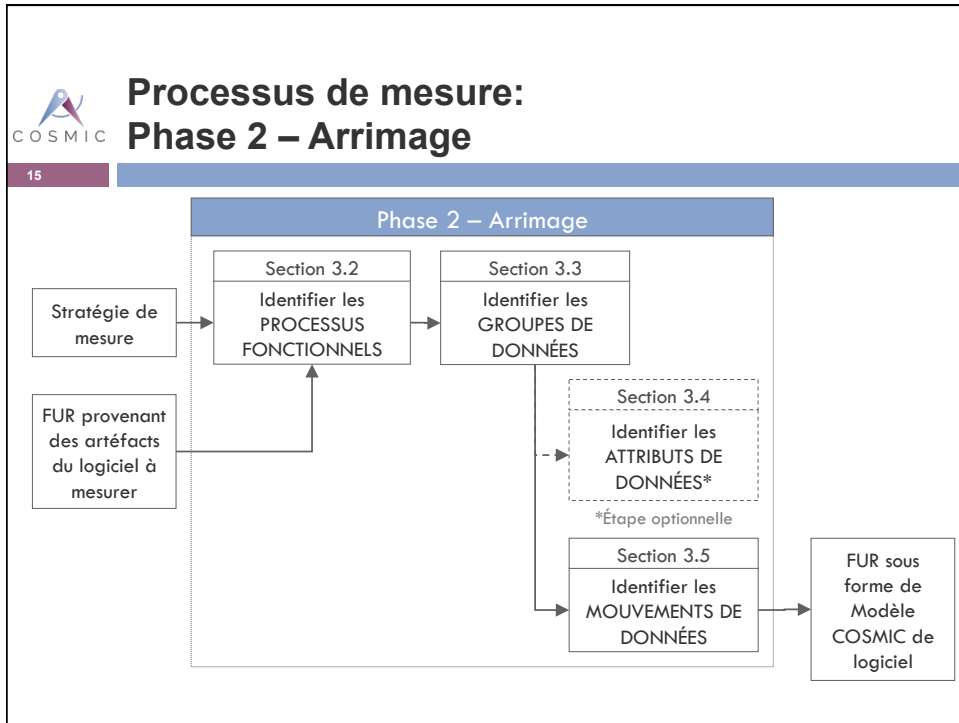 COSMIC
Processus de mesure:
Phase 2 – Arrimage
15
Phase 2 – Arrimage
Section 3.2
Identifier les
PROCESSUS
FONCTIONNELS
Section 3.3
Identifier les
GROUPES DE
DONNÉES
Stratégie de
mesure
FUR provenant
des artéfacts
du logiciel à
mesurer
Section 3.4
Identifier les
ATTRIBUTS DE
DONNÉES*
*Étape optionnelle
Section 3.5
Identifier les
MOUVEMENTS DE
DONNÉES
FUR sous
forme de
Modèle
COSMIC de
logiciel